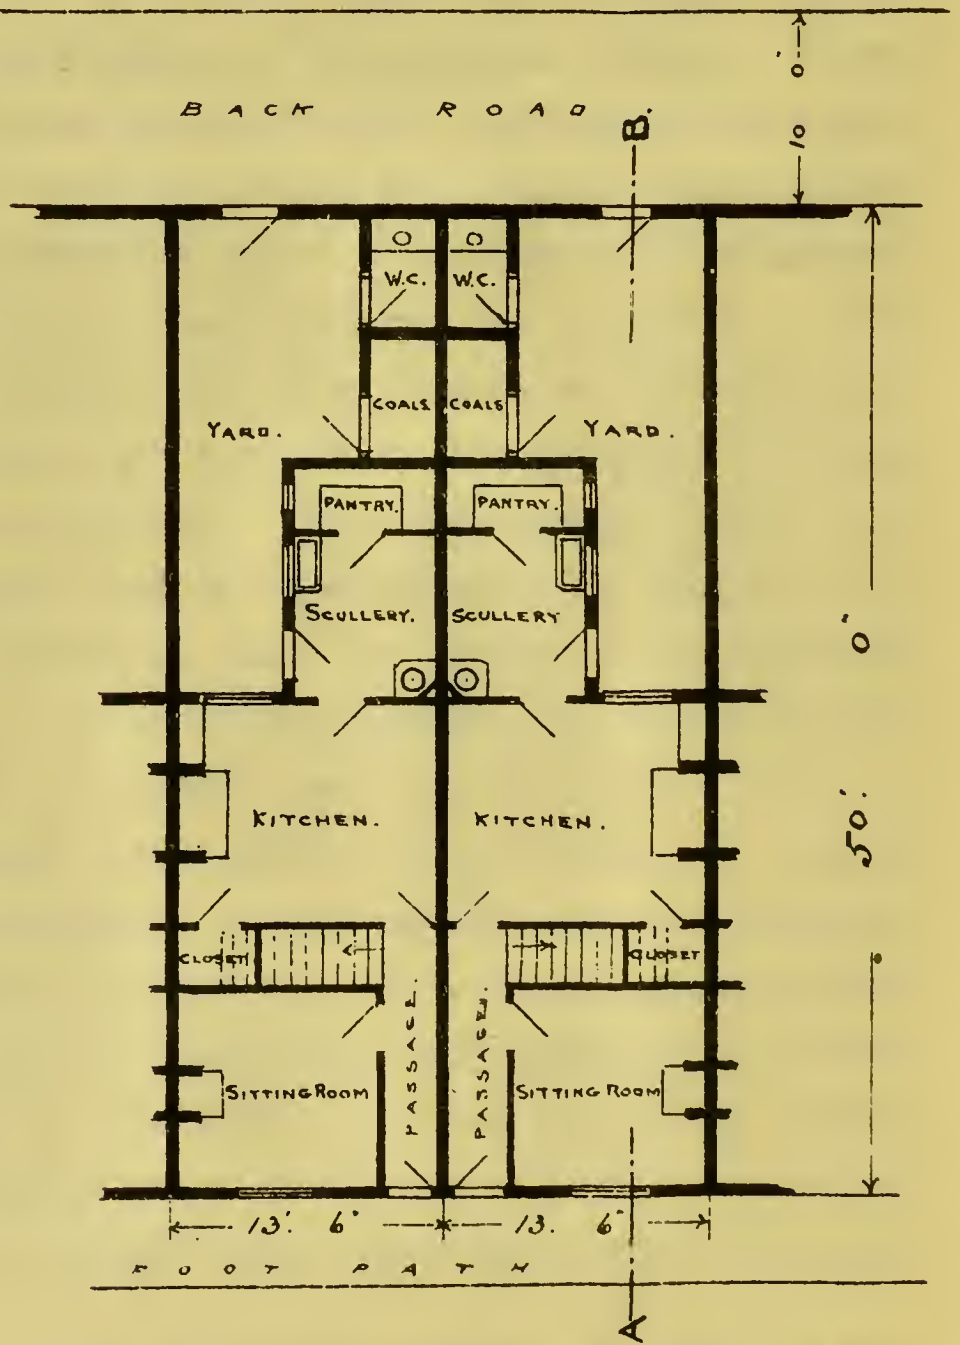 10' 0"
BACK ROAD
B.
W.C. W.C.
COALS COALS
YARD. YARD.
PANTRY. PANTRY.
SCULLERY. SCULLERY
50'. 0"
KITCHEN. KITCHEN.
CLOSET CLOSET
PASSAGE. PASSAGE.
SITTING ROOM SITTING ROOM
13'. 6" 13. 6"
FOOT PATH
A